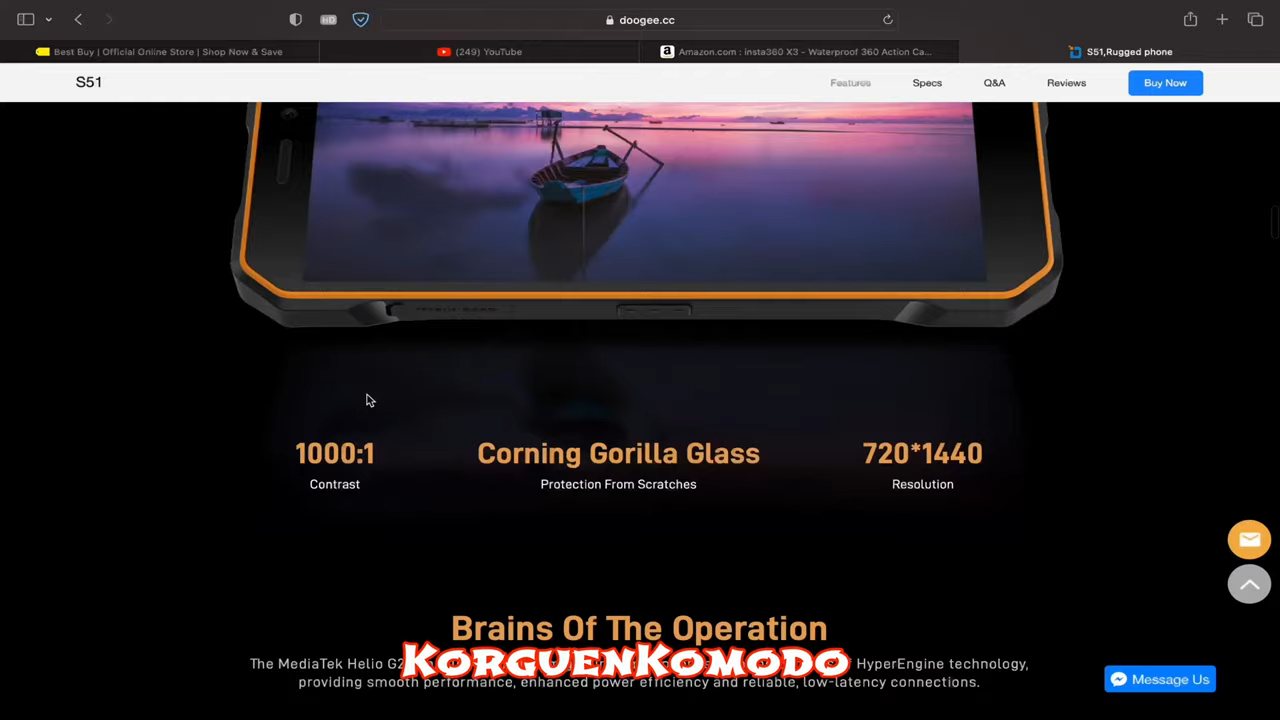 HD
doogee.cc
Best Buy | Official Online Store | Shop Now & Save
(249) YouTube
a
Amazon.com : insta360 X3 - Waterproof 360 Action Ca...
S51,Rugged phone
S51
Features
Specs
Q&A
Reviews
Buy Now
1000:1
Corning Gorilla Glass
720*1440
Contrast
Protection From Scratches
Resolution
Brains Of The Operation
KorguenKomodo
The MediaTek Helio of HyperEngine technology,
providing smooth performance, enhanced power efficiency and reliable, low-latency connections.
Message Us